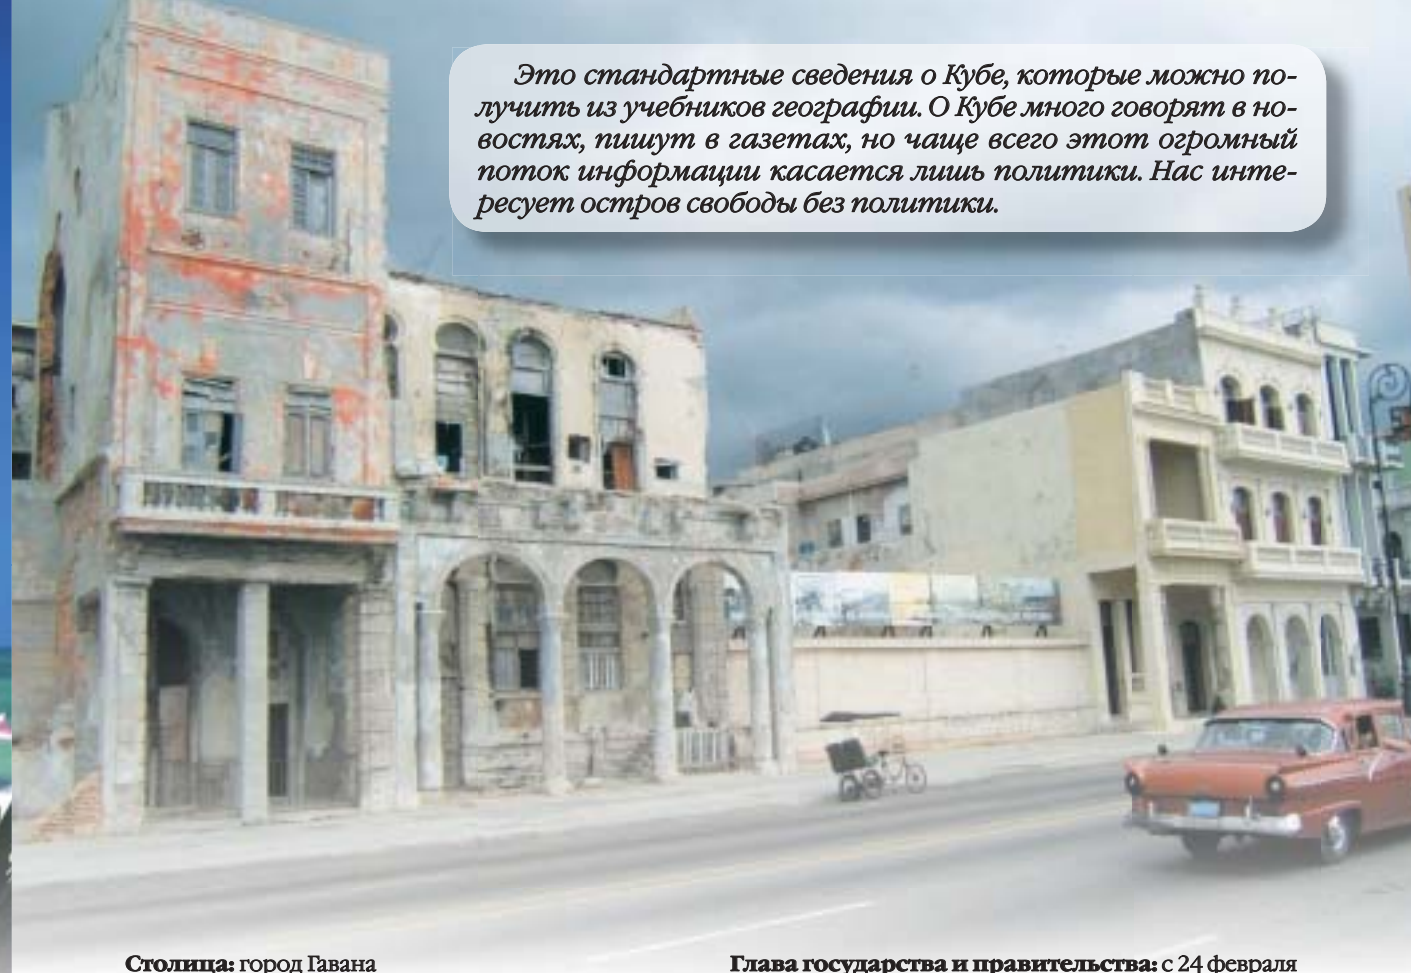 Это стандартные сведения о Кубе, которые можно по-
лучить из учебников географии. О Кубе много говорят в но-
востях, пишут в газетах, но чаще всего этот огромный
поток информации касается лишь политики. Нас инте-
ресует остров свободы без политики.
Столица: город Гавана
Глава государства и правительства: с 24 февраля